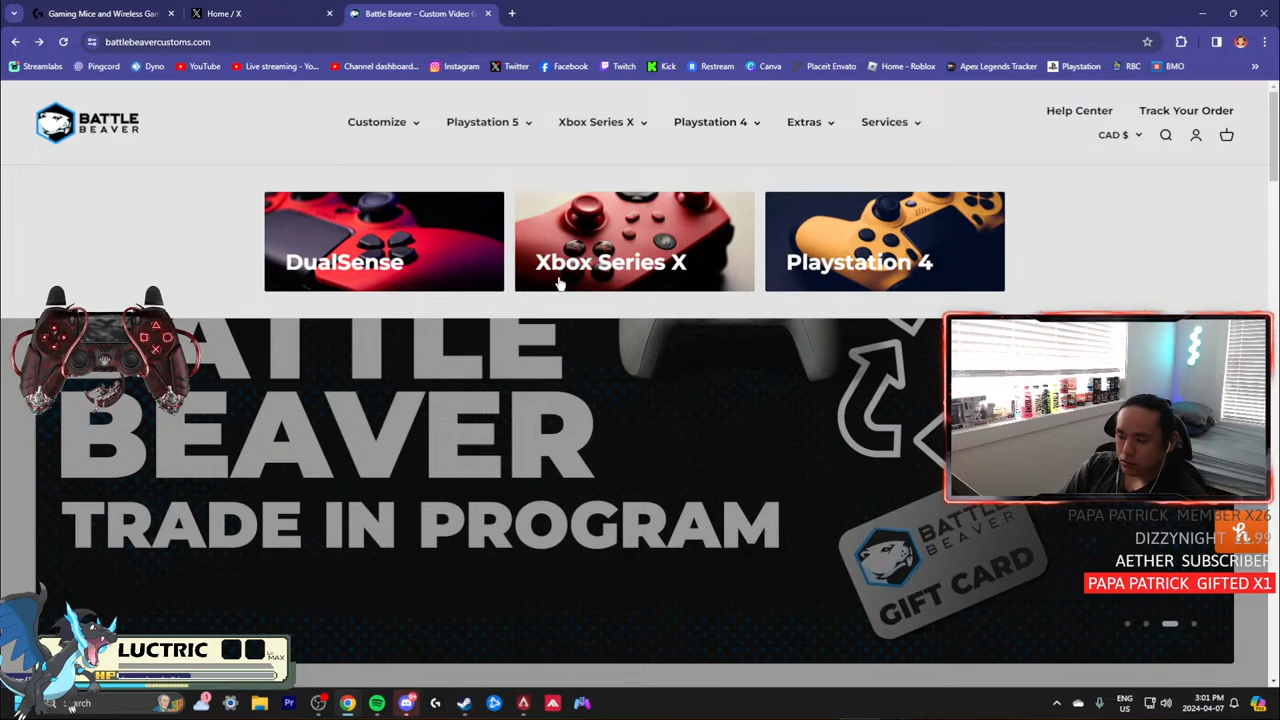 Gaming Mice and Wireless Gam
Home / X
Battle Beaver - Custom Video G
battlebeavercustoms.com
Streamlabs
Pingcord
Dyno
YouTube
Live streaming - Yo...
Channel dashboard...
Instagram
Twitter
Facebook
Twitch
Kick
Restream
Canva
Placeit Envato
Home - Roblox
Apex Legends Tracker
Playstation
RBC
BMO
BATTLE
BEAVER
Customize
Playstation 5
Xbox Series X
Playstation 4
Extras
Services
Help Center
Track Your Order
CAD $
DualSense
Xbox Series X
Playstation 4
BATTLE
BEAVER
TRADE IN PROGRAM
BATTLE
BEAVER
GIFT CARD
PAPA PATRICK MEMBER X26
DIZZYNIGHT
AETHER SUBSCRIBER
PAPA PATRICK GIFTED X1
LUCTRIC
MAX
HP
arch
ENG
US
3:01 PM
2024-04-07